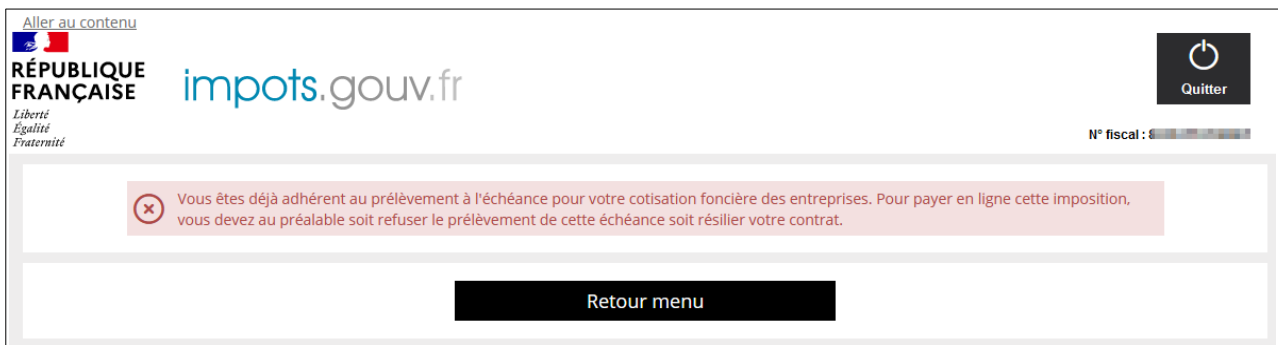 Aller au contenu
RÉPUBLIQUE
FRANÇAISE
Liberté
Égalité
Fraternité
impots.gouv.fr
Quitter
N° fiscal :
Vous êtes déjà adhérent au prélèvement à l'échéance pour votre cotisation foncière des entreprises. Pour payer en ligne cette imposition,
vous devez au préalable soit refuser le prélèvement de cette échéance soit résilier votre contrat.
Retour menu